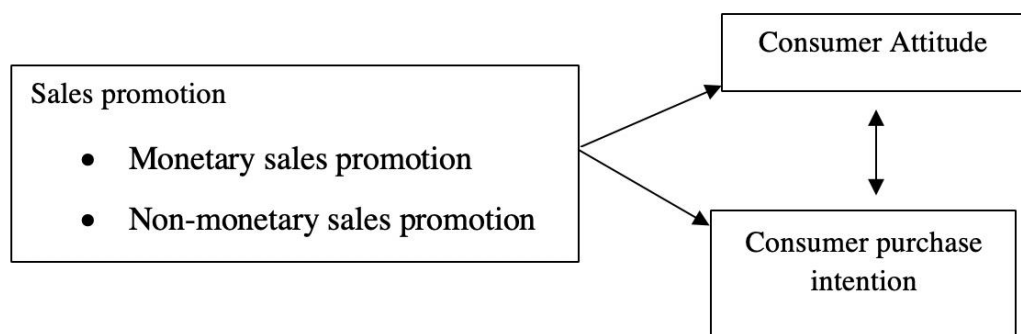 Consumer Attitude
Sales promotion
• Monetary sales promotion
• Non-monetary sales promotion
Consumer purchase
intention